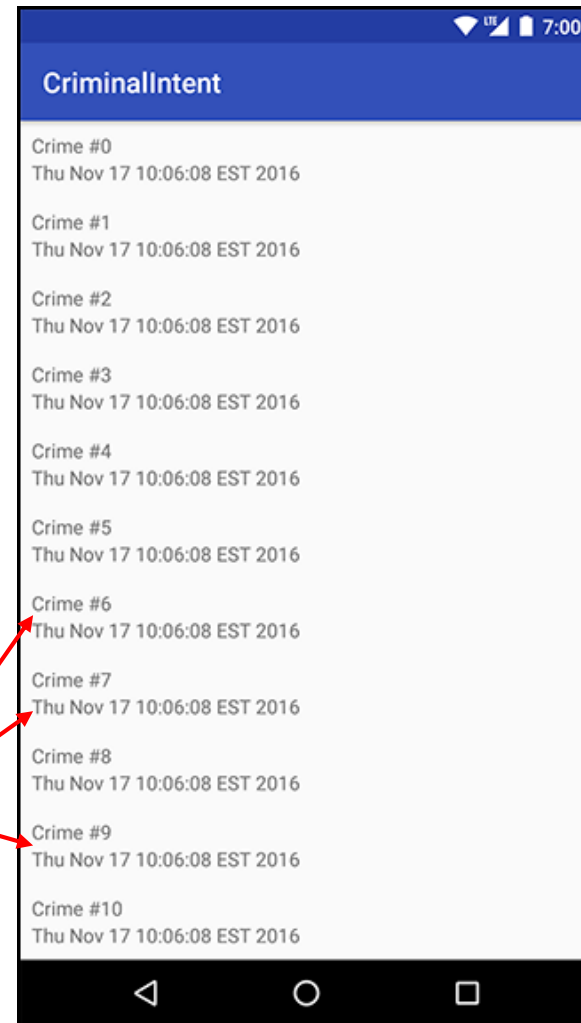 LTE 7:00
CriminalIntent
Crime #0
Thu Nov 17 10:06:08 EST 2016
Crime #1
Thu Nov 17 10:06:08 EST 2016
Crime #2
Thu Nov 17 10:06:08 EST 2016
Crime #3
Thu Nov 17 10:06:08 EST 2016
Crime #4
Thu Nov 17 10:06:08 EST 2016
Crime #5
Thu Nov 17 10:06:08 EST 2016
Crime #6
Thu Nov 17 10:06:08 EST 2016
Crime #7
Thu Nov 17 10:06:08 EST 2016
Crime #8
Thu Nov 17 10:06:08 EST 2016
Crime #9
Thu Nov 17 10:06:08 EST 2016
Crime #10
Thu Nov 17 10:06:08 EST 2016